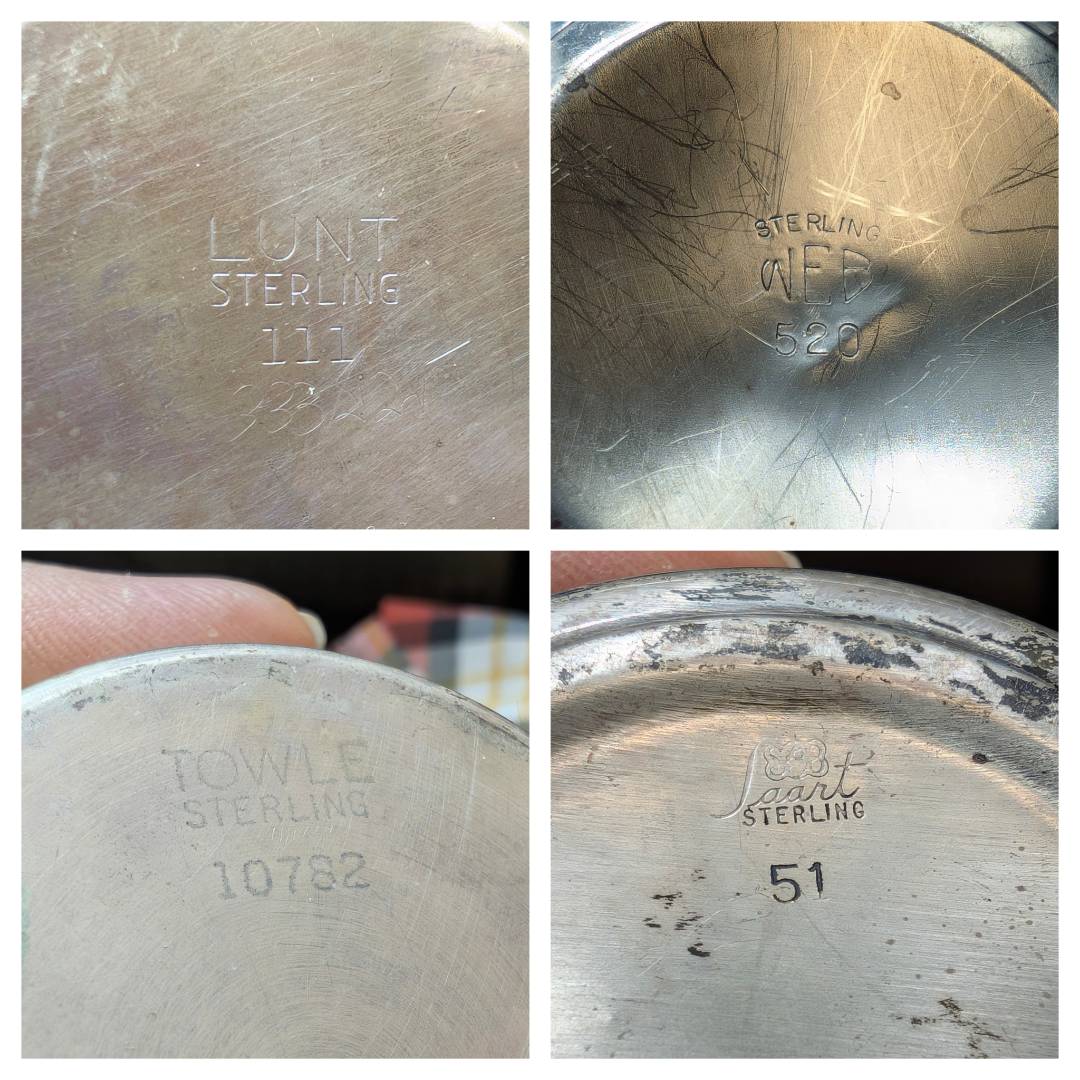 LUNT
STERLING
111
STERLING
WEB
520
TOWLE
STERLING
10782
Saart
STERLING
51